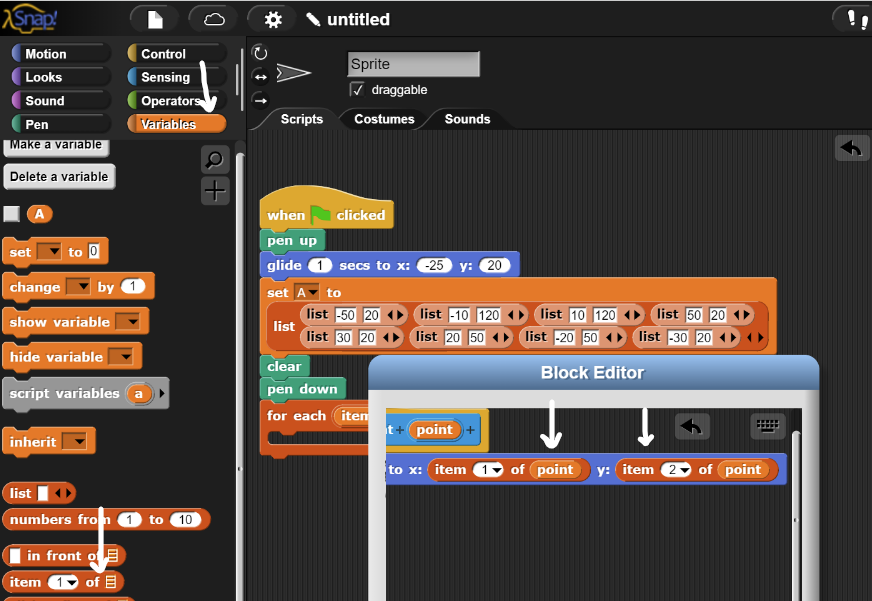 Snap!
untitled
Motion Control
Looks Sensing
Sound Operators
Pen Variables
Make a variable
Delete a variable
A
set to 0
change by 1
show variable
hide variable
script variables a
inherit
list
numbers from 1 to 10
in front of
item 1 of
Sprite
draggable
Scripts Costumes Sounds
when clicked
pen up
glide 1 secs to x: -25 y: 20
set A to
list
list -50 20 list -10 120 list 10 120 list 50 20
list 30 20 list 20 50 list -20 50 list -30 20
clear
pen down
for each item
Block Editor
+ point +
to x: item 1 of point y: item 2 of point